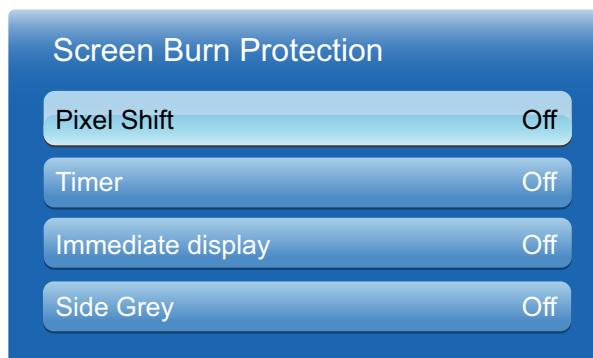 Screen Burn Protection
Pixel Shift Off
Timer Off
Immediate display Off
Side Grey Off